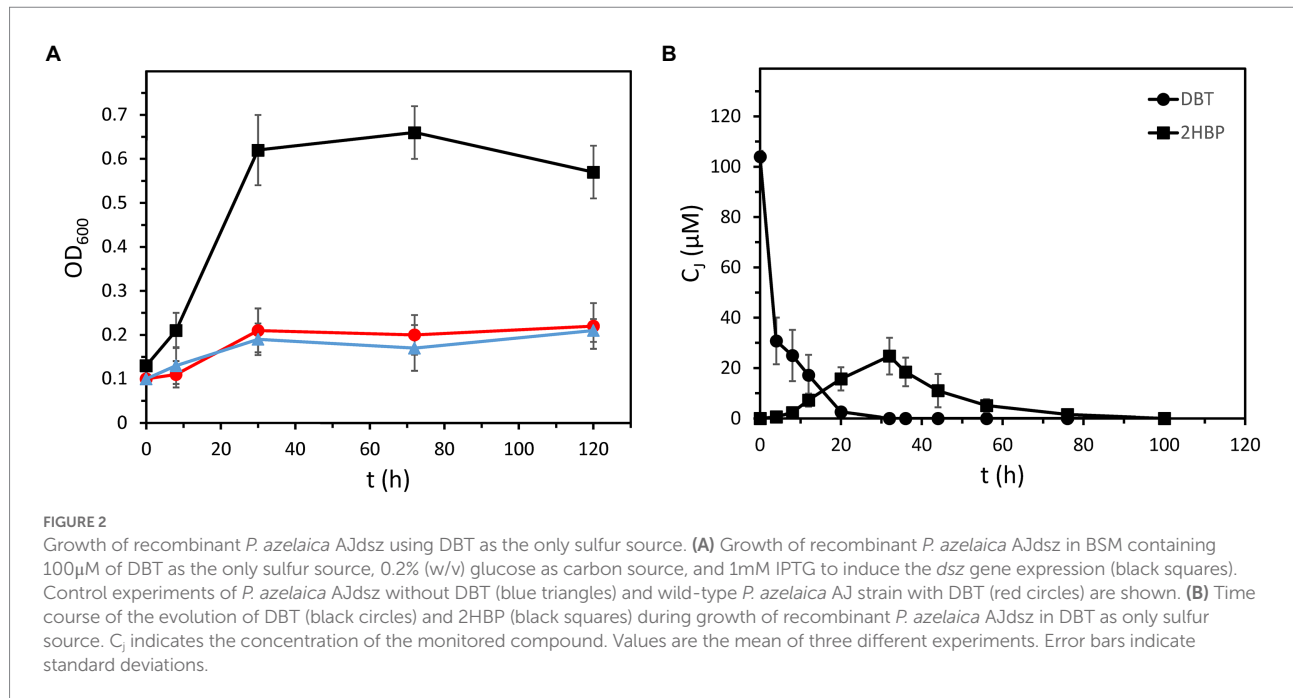 A
0.7
0.6
0.5
0.4
0.3
0.2
0.1
0
OD600
0 20 40 60 80 100 120
t (h)
B
120
100
80
60
40
20
0
CJ (μM)
DBT
2HBP
0 20 40 60 80 100 120
t (h)
FIGURE 2
Growth of recombinant P. azelaica AJdsz using DBT as the only sulfur source. (A) Growth of recombinant P. azelaica AJdsz in BSM containing
100μM of DBT as the only sulfur source, 0.2% (w/v) glucose as carbon source, and 1mM IPTG to induce the dsz gene expression (black squares).
Control experiments of P. azelaica AJdsz without DBT (blue triangles) and wild-type P. azelaica AJ strain with DBT (red circles) are shown. (B) Time
course of the evolution of DBT (black circles) and 2HBP (black squares) during growth of recombinant P. azelaica AJdsz in DBT as only sulfur
source. Cj indicates the concentration of the monitored compound. Values are the mean of three different experiments. Error bars indicate
standard deviations.